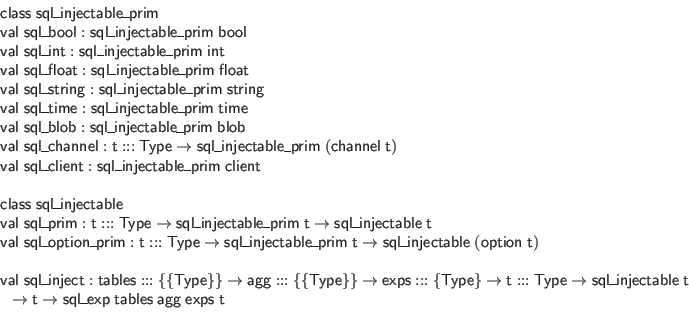 class sql_injectable_prim
val sql_bool : sql_injectable_prim bool
val sql_int : sql_injectable_prim int
val sql_float : sql_injectable_prim float
val sql_string : sql_injectable_prim string
val sql_time : sql_injectable_prim time
val sql_blob : sql_injectable_prim blob
val sql_channel : t ::: Type → sql_injectable_prim (channel t)
val sql_client : sql_injectable_prim client
class sql_injectable
val sql_prim : t ::: Type → sql_injectable_prim t → sql_injectable t
val sql_option_prim : t ::: Type → sql_injectable_prim t → sql_injectable (option t)
val sql_inject : tables ::: {{Type}} → agg ::: {{Type}} → exps ::: {Type} → t ::: Type → sql_injectable t
→ t → sql_exp tables agg exps t